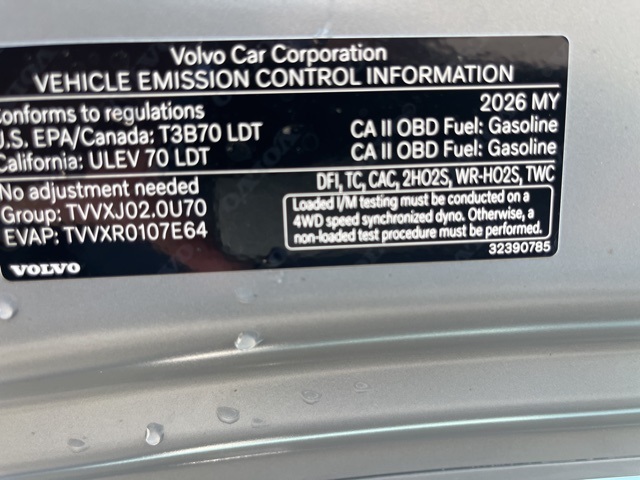 Volvo Car Corporation
VEHICLE EMISSION CONTROL INFORMATION
onforms to regulations 2026 MY
U.S. EPA/Canada: T3B70 LDT CA II OBD Fuel: Gasoline
California: ULEV 70 LDT CA II OBD Fuel: Gasoline
No adjustment needed DFI, TC, CAC, 2HO2S, WR-HO2S, TWC
Group: TVVXJ02.0U70
EVAP: TVVXR0107E64
Loaded I/M testing must be conducted on a
4WD speed synchronized dyno. Otherwise, a
non-loaded test procedure must be performed.
32390785
VOLVO